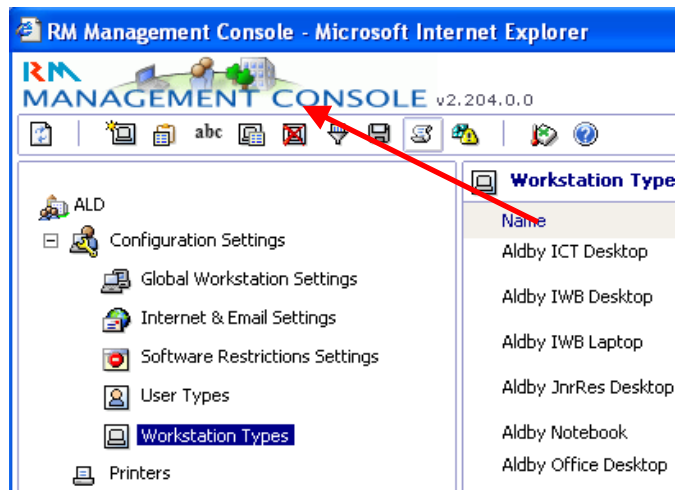 RM Management Console - Microsoft Internet Explorer
RM
MANAGEMENT CONSOLE v2.204.0.0
abc
ALD
Configuration Settings
Global Workstation Settings
Internet & Email Settings
Software Restrictions Settings
User Types
Workstation Types
Printers
Workstation Type
Name
Aldby ICT Desktop
Aldby IWB Desktop
Aldby IWB Laptop
Aldby JnrRes Desktop
Aldby Notebook
Aldby Office Desktop